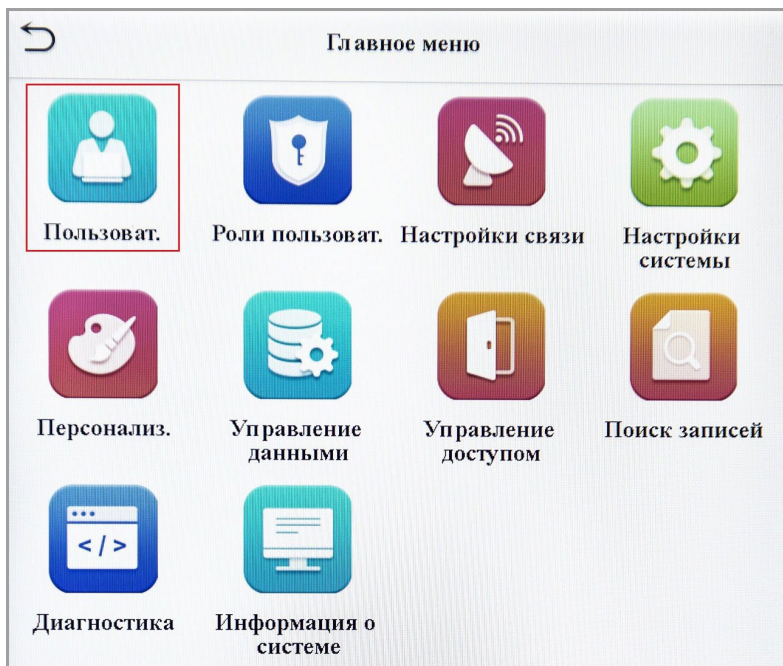 Главное меню
Пользоват.
Роли пользоват.
Настройки связи
Настройки
системы
Персонализ.
Управление
данными
Управление
доступом
Поиск записей
</>
Диагностика
Информация о
системе